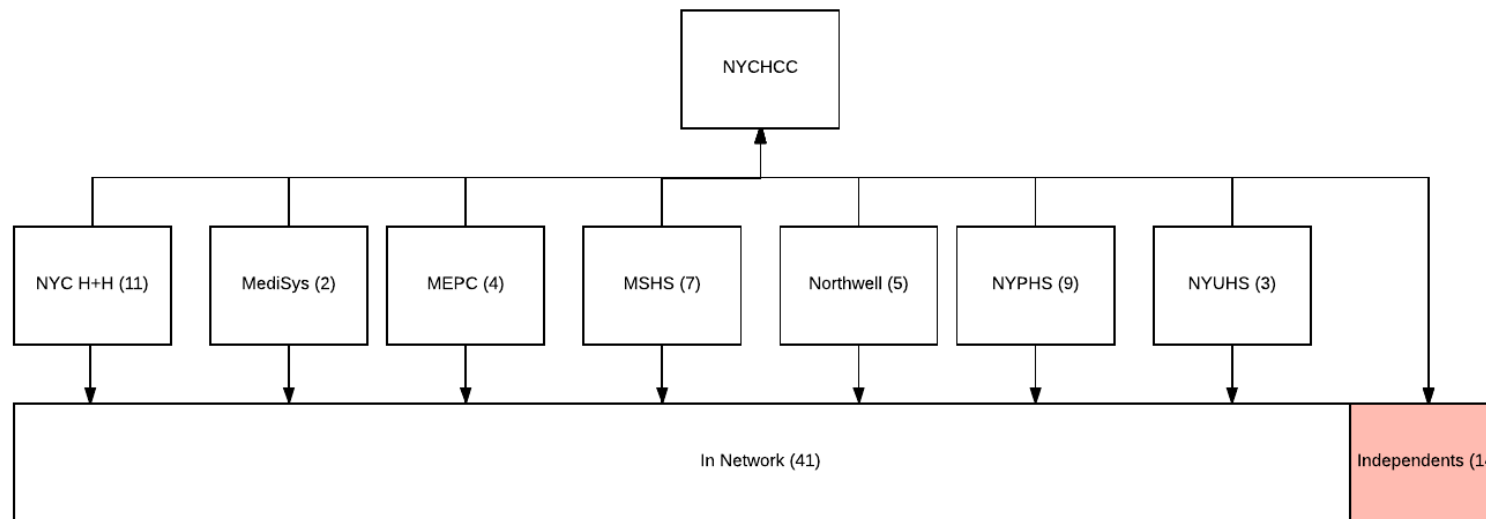 NYCHCC
NYC H+H (11)
MediSys (2)
MEPC (4)
MSHS (7)
Northwell (5)
NYPHS (9)
NYUHS (3)
In Network (41)
Independents